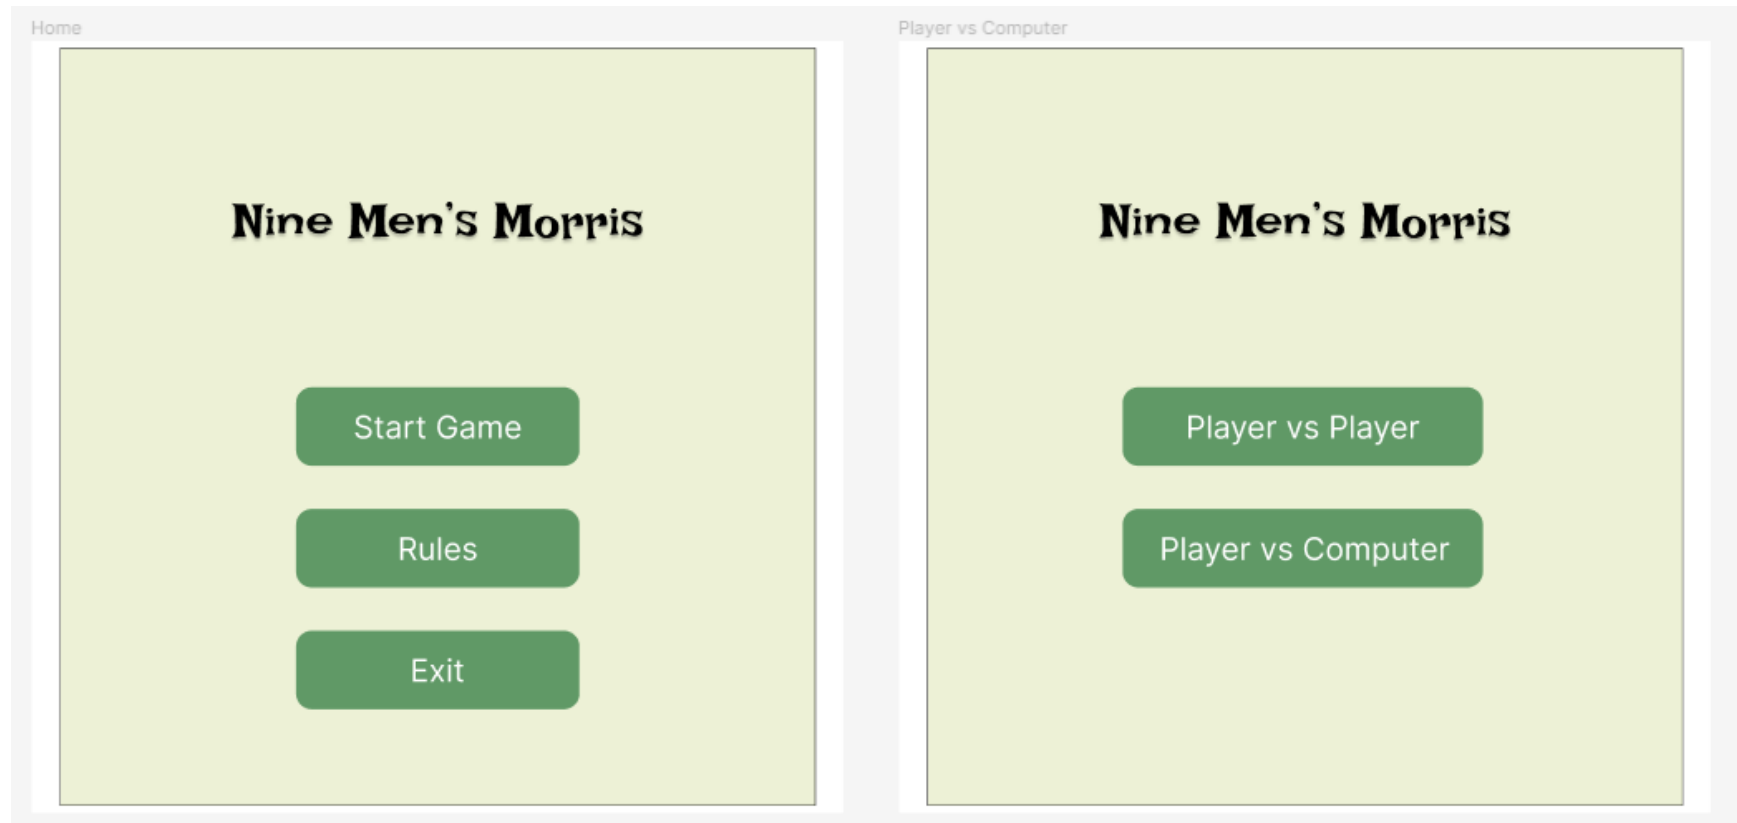 Home
Nine Men's Morris
Start Game
Rules
Exit
Player vs Computer
Nine Men's Morris
Player vs Player
Player vs Computer